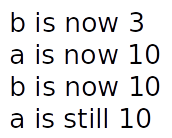 b is now 3
a is now 10
b is now 10
a is still 10